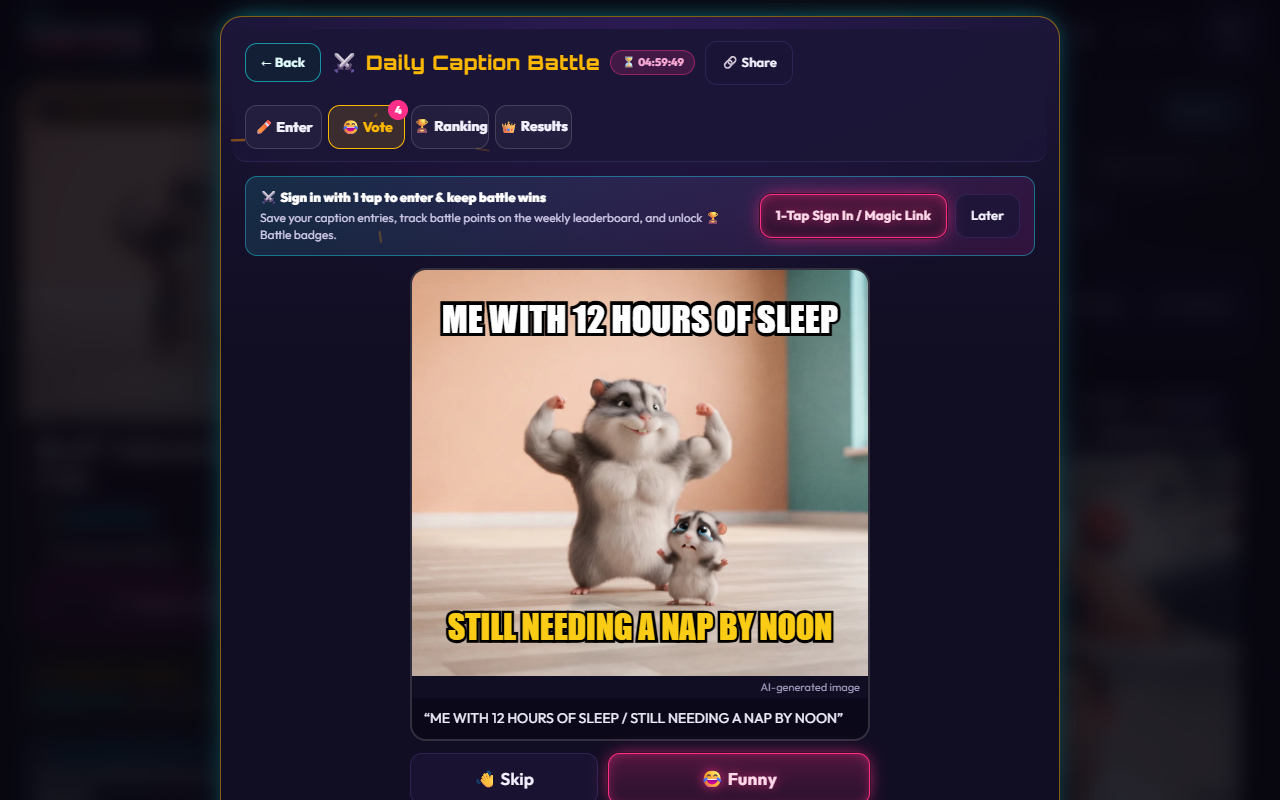 ← Back
Daily Caption Battle
04:59:49
Share
Enter
Vote
4
Ranking
Results
Sign in with 1 tap to enter & keep battle wins
Save your caption entries, track battle points on the weekly leaderboard, and unlock
Battle badges.
1-Tap Sign In / Magic Link
Later
ME WITH 12 HOURS OF SLEEP
STILL NEEDING A NAP BY NOON
AI-generated image
“ME WITH 12 HOURS OF SLEEP / STILL NEEDING A NAP BY NOON”
Skip
Funny